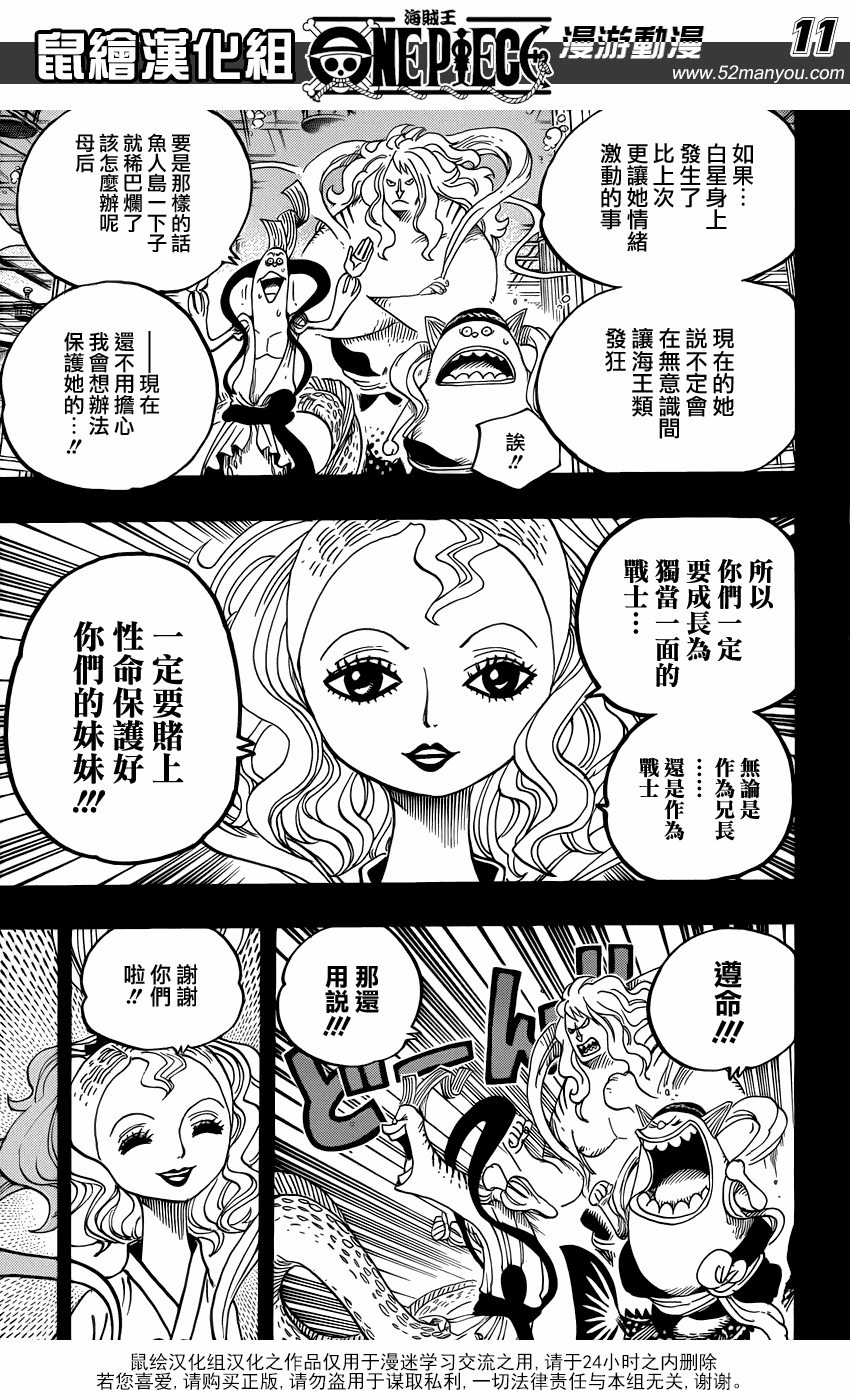 鼠繪漢化組
海賊王
ONE PIECE
漫游動漫
11
www.52manyou.com
如果…
白星身上
發生了
比上次
更讓她情緒
激動的事
現在的她
說不定會
在無意識間
讓海王類
發狂
誒!!
要是那樣的話
魚人島一下子
就稀巴爛了
該怎麼辦呢
母后
——現在
還不用擔心
我會想辦法
保護她的…!!
所以
你們一定
要成長為
獨當一面的
戰士…
無論是
作為兄長
……
還是作為
戰士
一定要賭上
性命保護好
你們的妹妹!!!
遵命!!!
那還
用説!!!
どーん!!
謝謝
你們
啦!!
鼠绘汉化组汉化之作品仅用于漫迷学习交流之用, 请于24小时之内删除
若您喜爱, 请购买正版, 请勿盗用于谋取私利, 一切法律责任与本组无关, 谢谢。